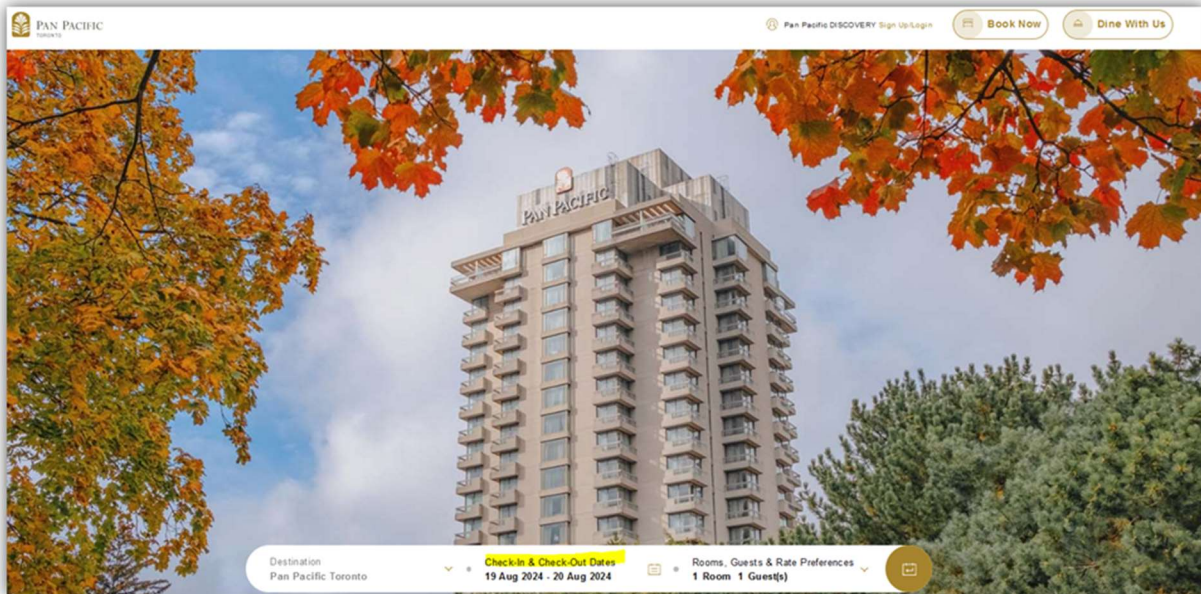 PAN PACIFIC
TORONTO
Pan Pacific DISCOVERY Sign Up/Login
Book Now
Dine With Us
PAN PACIFIC
Destination
Pan Pacific Toronto
Check-In & Check-Out Dates
19 Aug 2024 - 20 Aug 2024
Rooms, Guests & Rate Preferences
1 Room 1 Guest(s)